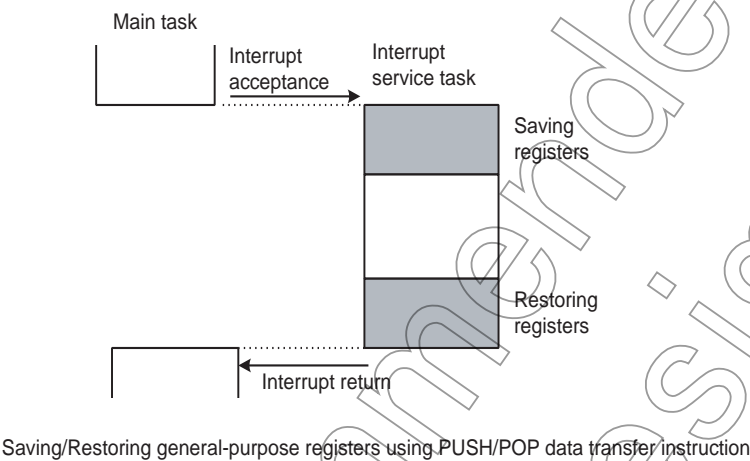 Main task
Interrupt
acceptance
Interrupt
service task
Saving
registers
Restoring
registers
Interrupt return
Saving/Restoring general-purpose registers using PUSH/POP data transfer instruction